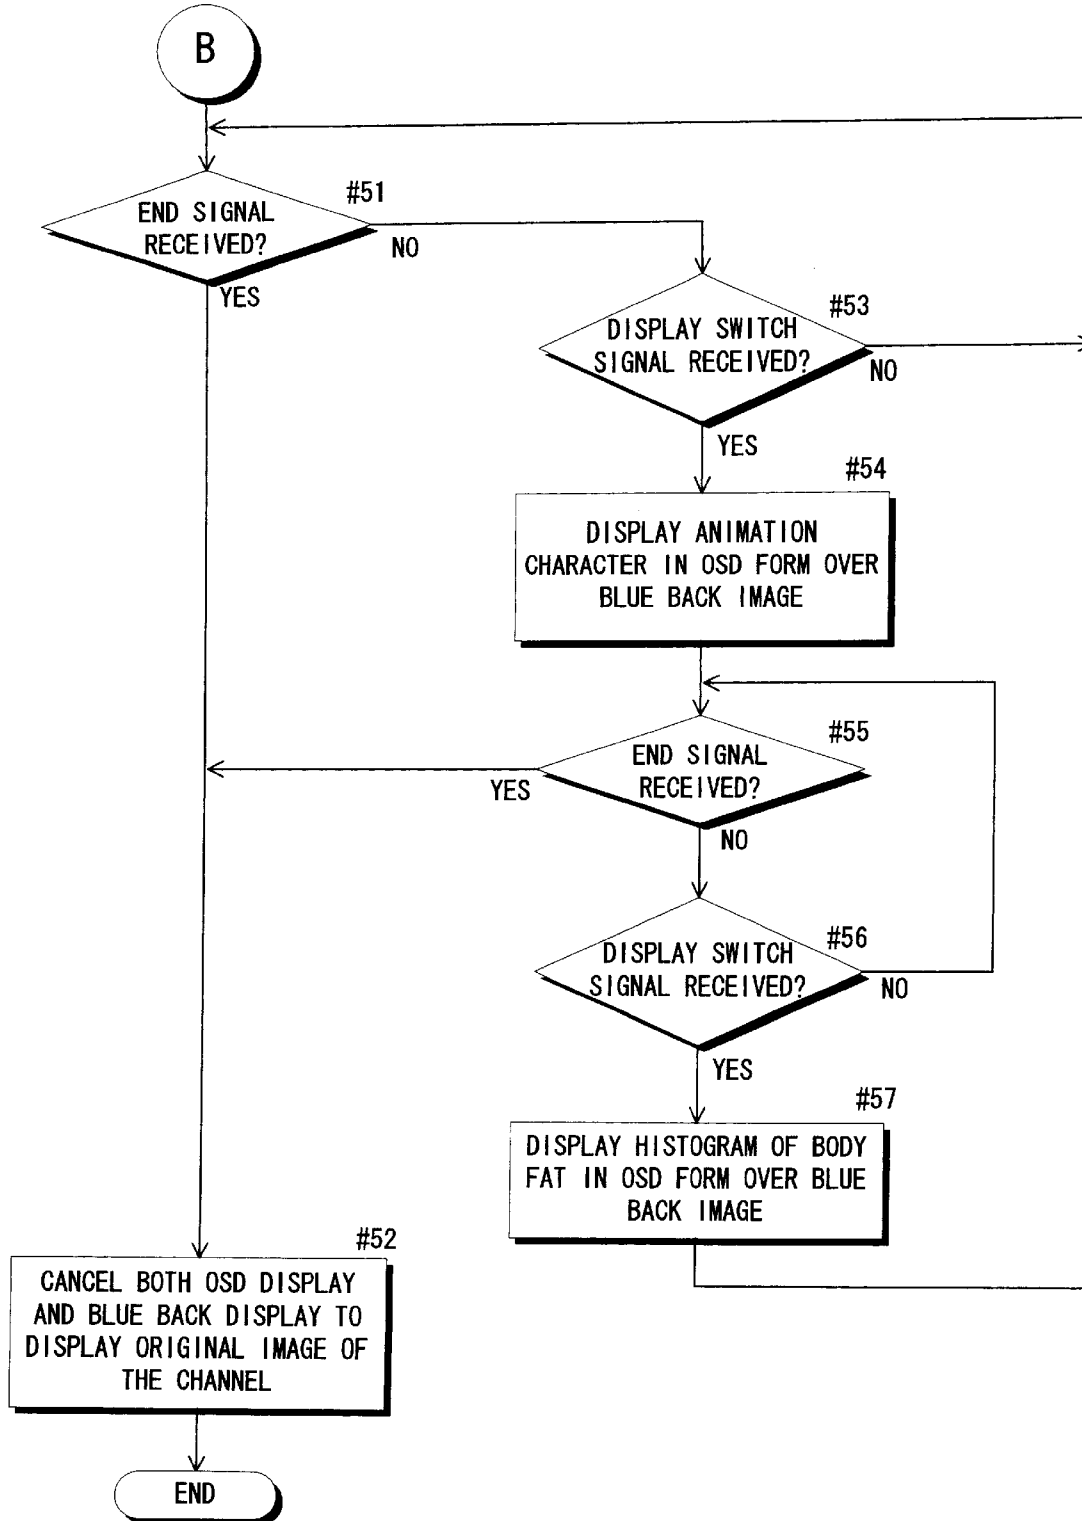 B
#51
END SIGNAL
RECEIVED?
NO
YES
#53
DISPLAY SWITCH
SIGNAL RECEIVED?
NO
YES
#54
DISPLAY ANIMATION
CHARACTER IN OSD FORM OVER
BLUE BACK IMAGE
#55
END SIGNAL
RECEIVED?
YES
NO
#56
DISPLAY SWITCH
SIGNAL RECEIVED?
NO
YES
#57
DISPLAY HISTOGRAM OF BODY
FAT IN OSD FORM OVER BLUE
BACK IMAGE
#52
CANCEL BOTH OSD DISPLAY
AND BLUE BACK DISPLAY TO
DISPLAY ORIGINAL IMAGE OF
THE CHANNEL
END